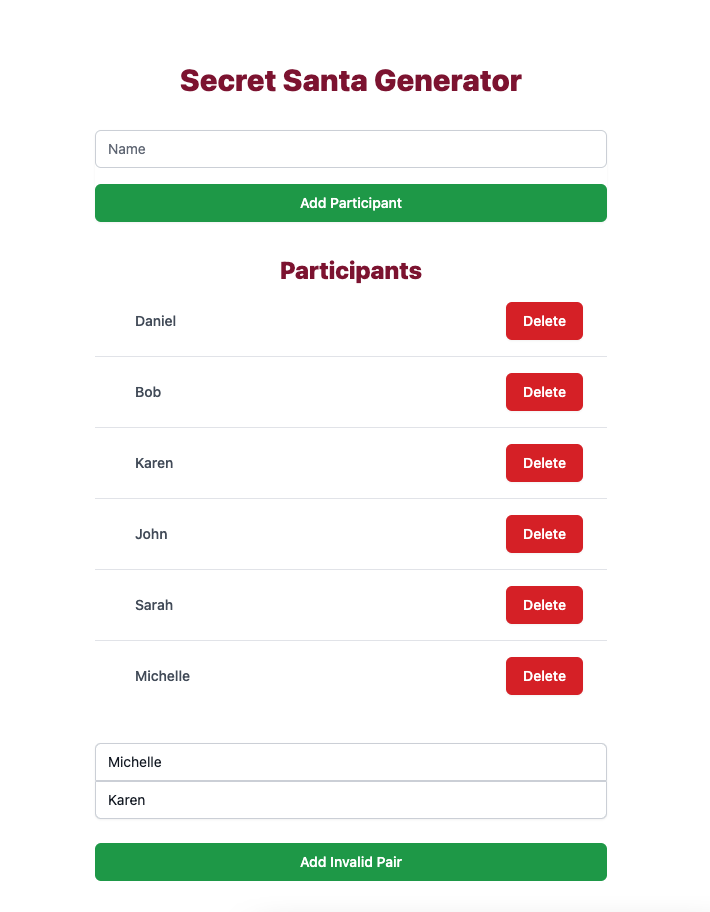 Secret Santa Generator
Name
Add Participant
Participants
Daniel Delete
Bob Delete
Karen Delete
John Delete
Sarah Delete
Michelle Delete
Michelle
Karen
Add Invalid Pair